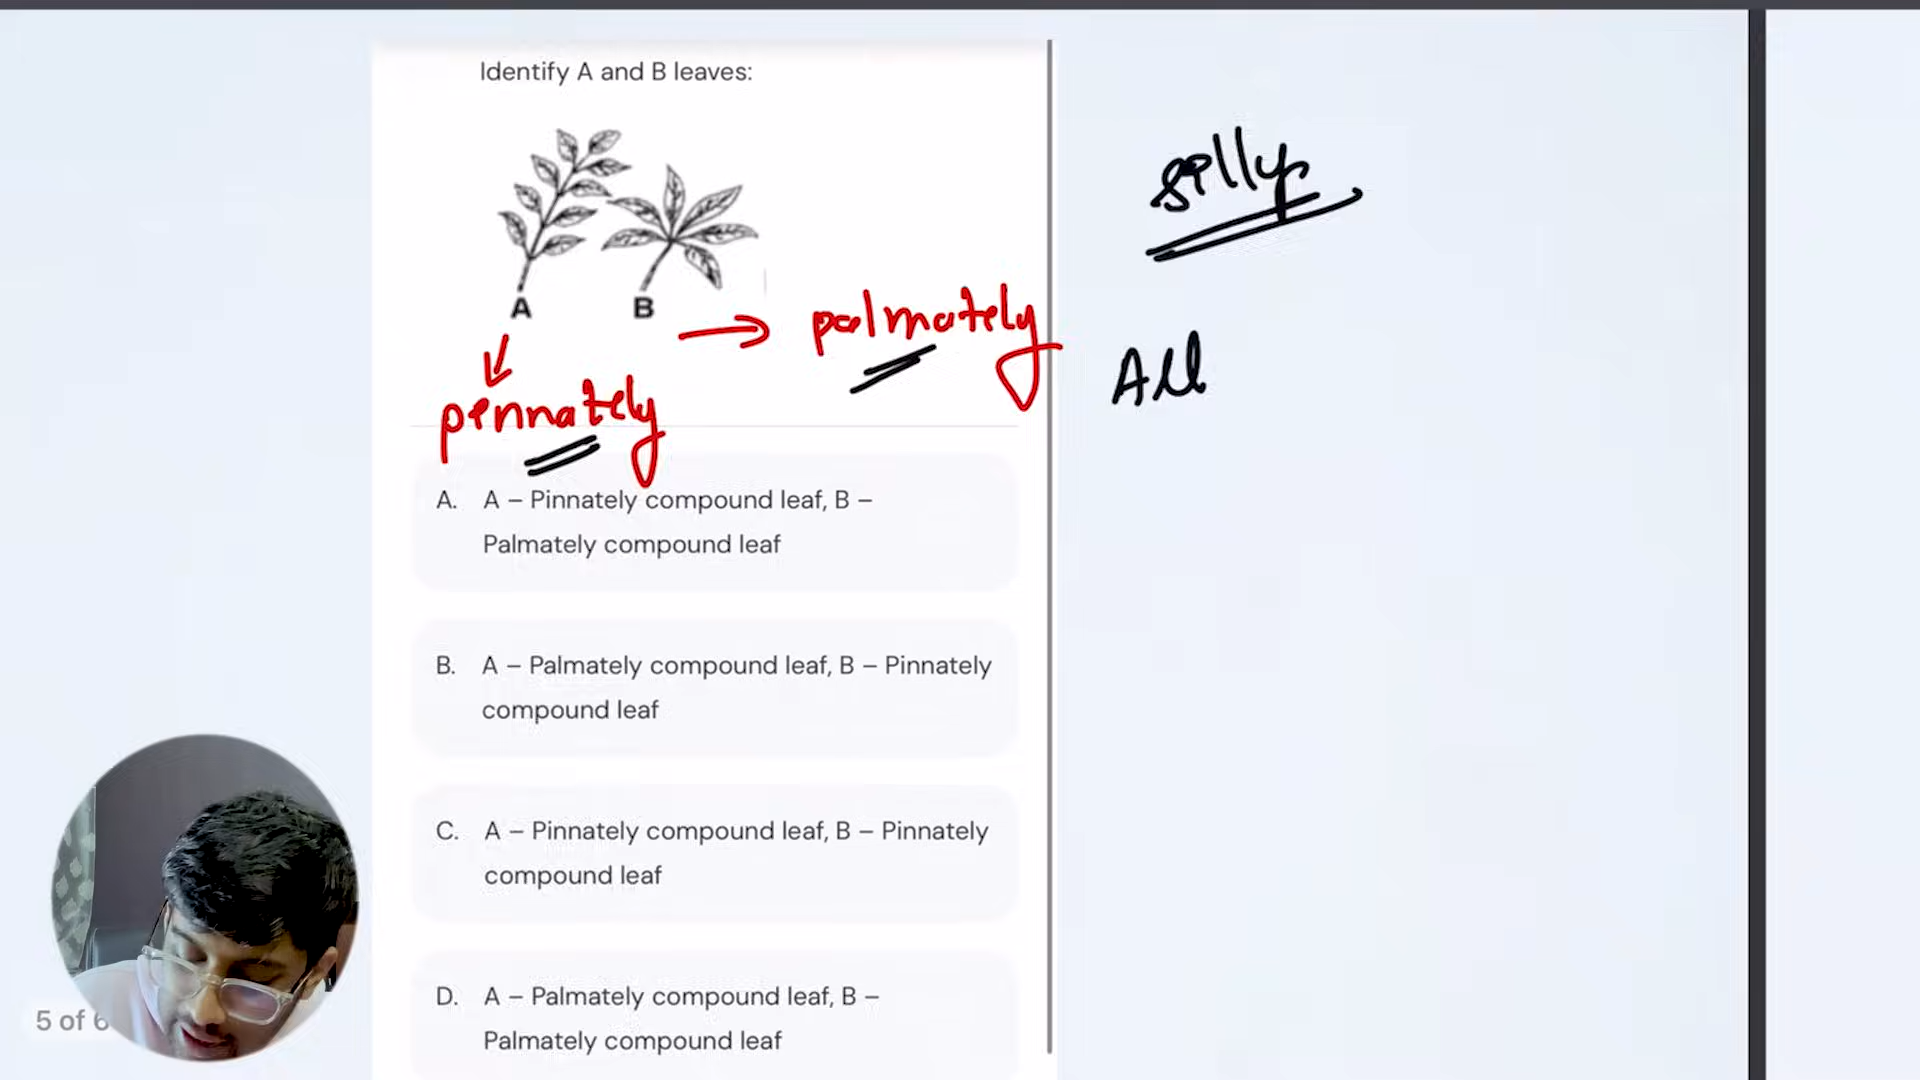 Identify A and B leaves:
A
B
palmately
pinnately
silly
All
A. A – Pinnately compound leaf, B –
Palmately compound leaf
B. A – Palmately compound leaf, B – Pinnately
compound leaf
C. A – Pinnately compound leaf, B – Pinnately
compound leaf
D. A – Palmately compound leaf, B –
Palmately compound leaf
5 of 6